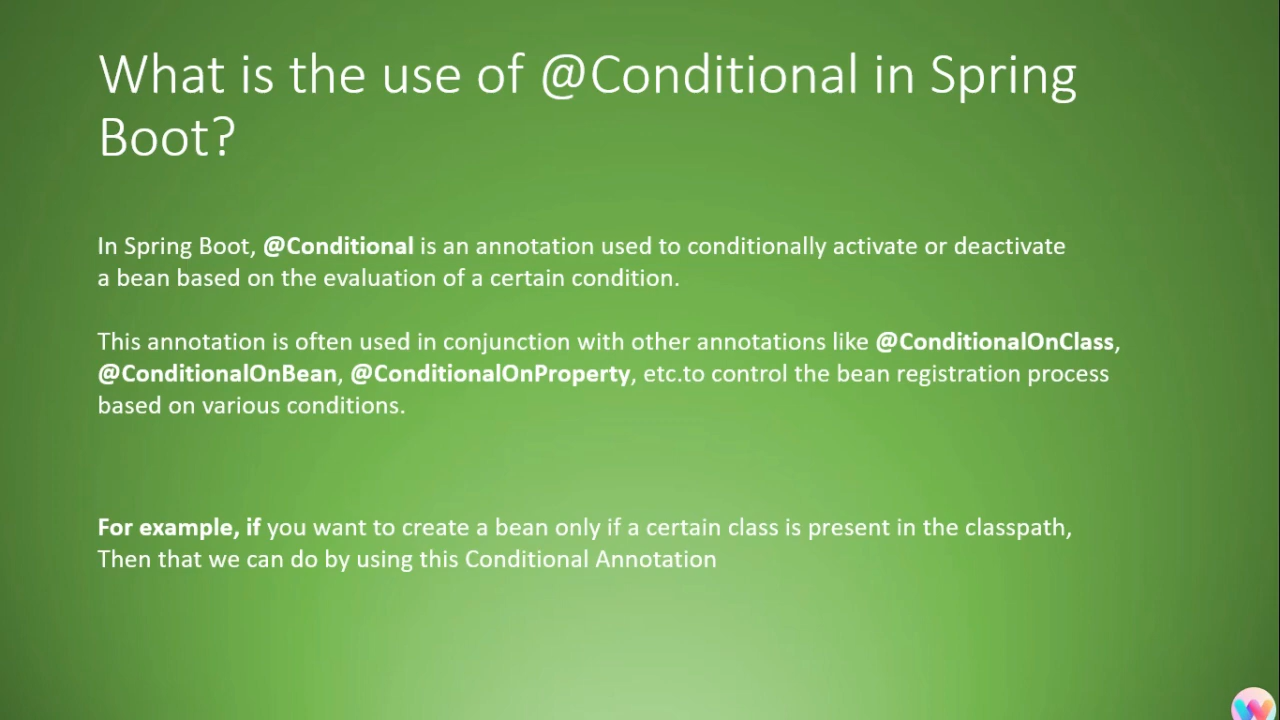 What is the use of @Conditional in Spring
Boot?
In Spring Boot, @Conditional is an annotation used to conditionally activate or deactivate
a bean based on the evaluation of a certain condition.
This annotation is often used in conjunction with other annotations like @ConditionalOnClass,
@ConditionalOnBean, @ConditionalOnProperty, etc.to control the bean registration process
based on various conditions.
For example, if you want to create a bean only if a certain class is present in the classpath,
Then that we can do by using this Conditional Annotation